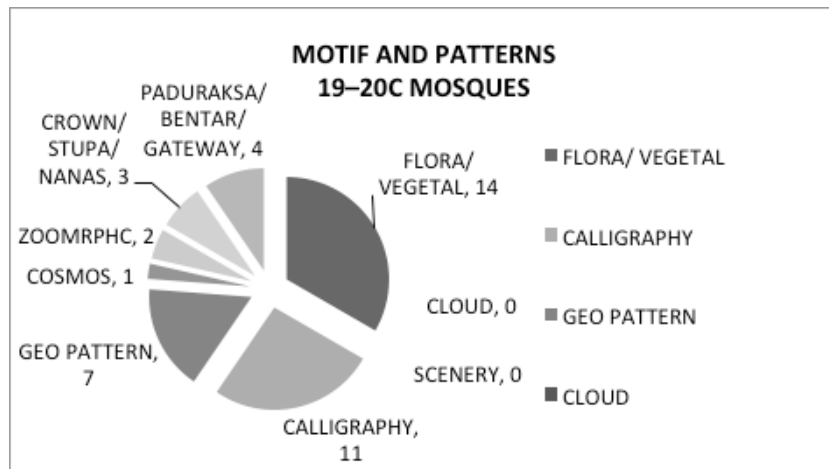 MOTIF AND PATTERNS
19–20C MOSQUES
PADURAKSA/
BENTAR/
GATEWAY, 4
CROWN/
STUPA/
NANAS, 3
ZOOMRPHC, 2
COSMOS, 1
GEO PATTERN,
7
FLORA/
VEGETAL, 14
CLOUD, 0
SCENERY, 0
CALLIGRAPHY,
11
FLORA/ VEGETAL
CALLIGRAPHY
GEO PATTERN
CLOUD